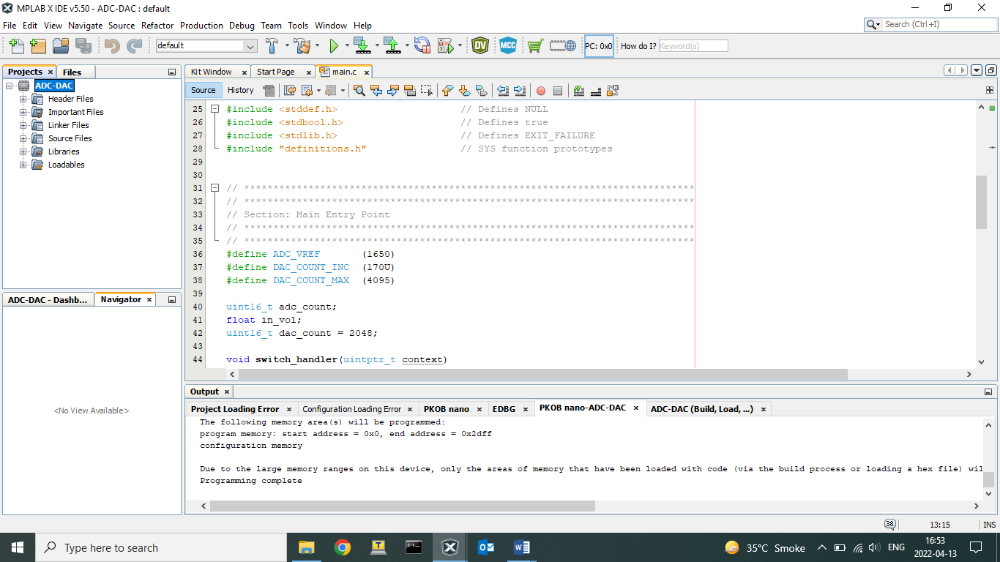 MPLAB X IDE v5.50 - ADC-DAC : default
File Edit View Navigate Source Refactor Production Debug Team Tools Window Help
Search (Ctrl+I)
default
DV
MCC
PC: 0x0
How do I?
Keyword(s)
Projects
Files
ADC-DAC
Header Files
Important Files
Linker Files
Source Files
Libraries
Loadables
Kit Window
Start Page
main.c
Source
History
25 #include <stddef.h> // Defines NULL
26 #include <stdbool.h> // Defines true
27 #include <stdlib.h> // Defines EXIT_FAILURE
28 #include "definitions.h" // SYS function prototypes
29
30
31 // *****************************************************************************
32 // *****************************************************************************
33 // Section: Main Entry Point
34 // *****************************************************************************
35 // *****************************************************************************
36 #define ADC_VREF (1650)
37 #define DAC_COUNT_INC (170U)
38 #define DAC_COUNT_MAX (4095)
39
40 uint16_t adc_count;
41 float in_vol;
42 uint16_t dac_count = 2048;
43
44 void switch_handler(uintptr_t context)
ADC-DAC - Dashb...
Navigator
<No View Available>
Output
Project Loading Error
Configuration Loading Error
PKOB nano
EDBG
PKOB nano-ADC-DAC
ADC-DAC (Build, Load, ...)
The following memory area(s) will be programmed:
program memory: start address = 0x0, end address = 0x2dff
configuration memory
Due to the large memory ranges on this device, only the areas of memory that have been loaded with code (via the build process or loading a hex file) wil
Programming complete
38
13:15
INS
Type here to search
35°C Smoke
ENG
16:53
2022-04-13